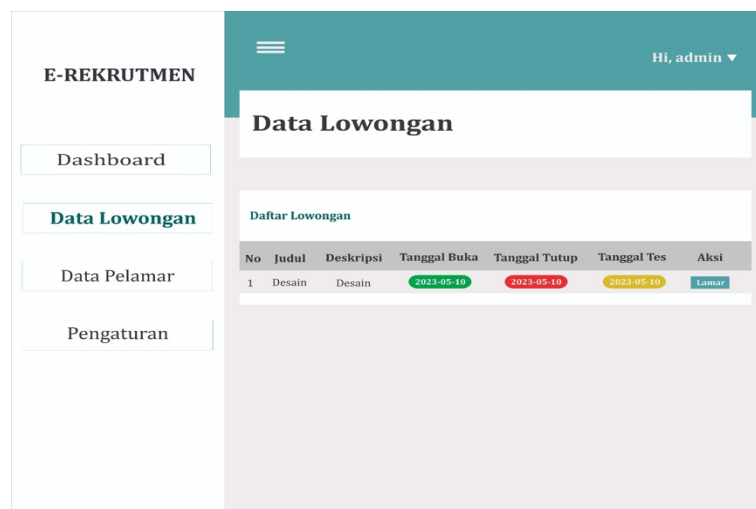 E-REKRUTMEN
Hi, admin ▼
Data Lowongan
Dashboard
Data Lowongan
Data Pelamar
Pengaturan
Daftar Lowongan
No Judul Deskripsi Tanggal Buka Tanggal Tutup Tanggal Tes Aksi
1 Desain Desain 2023-05-10 2023-05-10 2023-05-10 Lamar